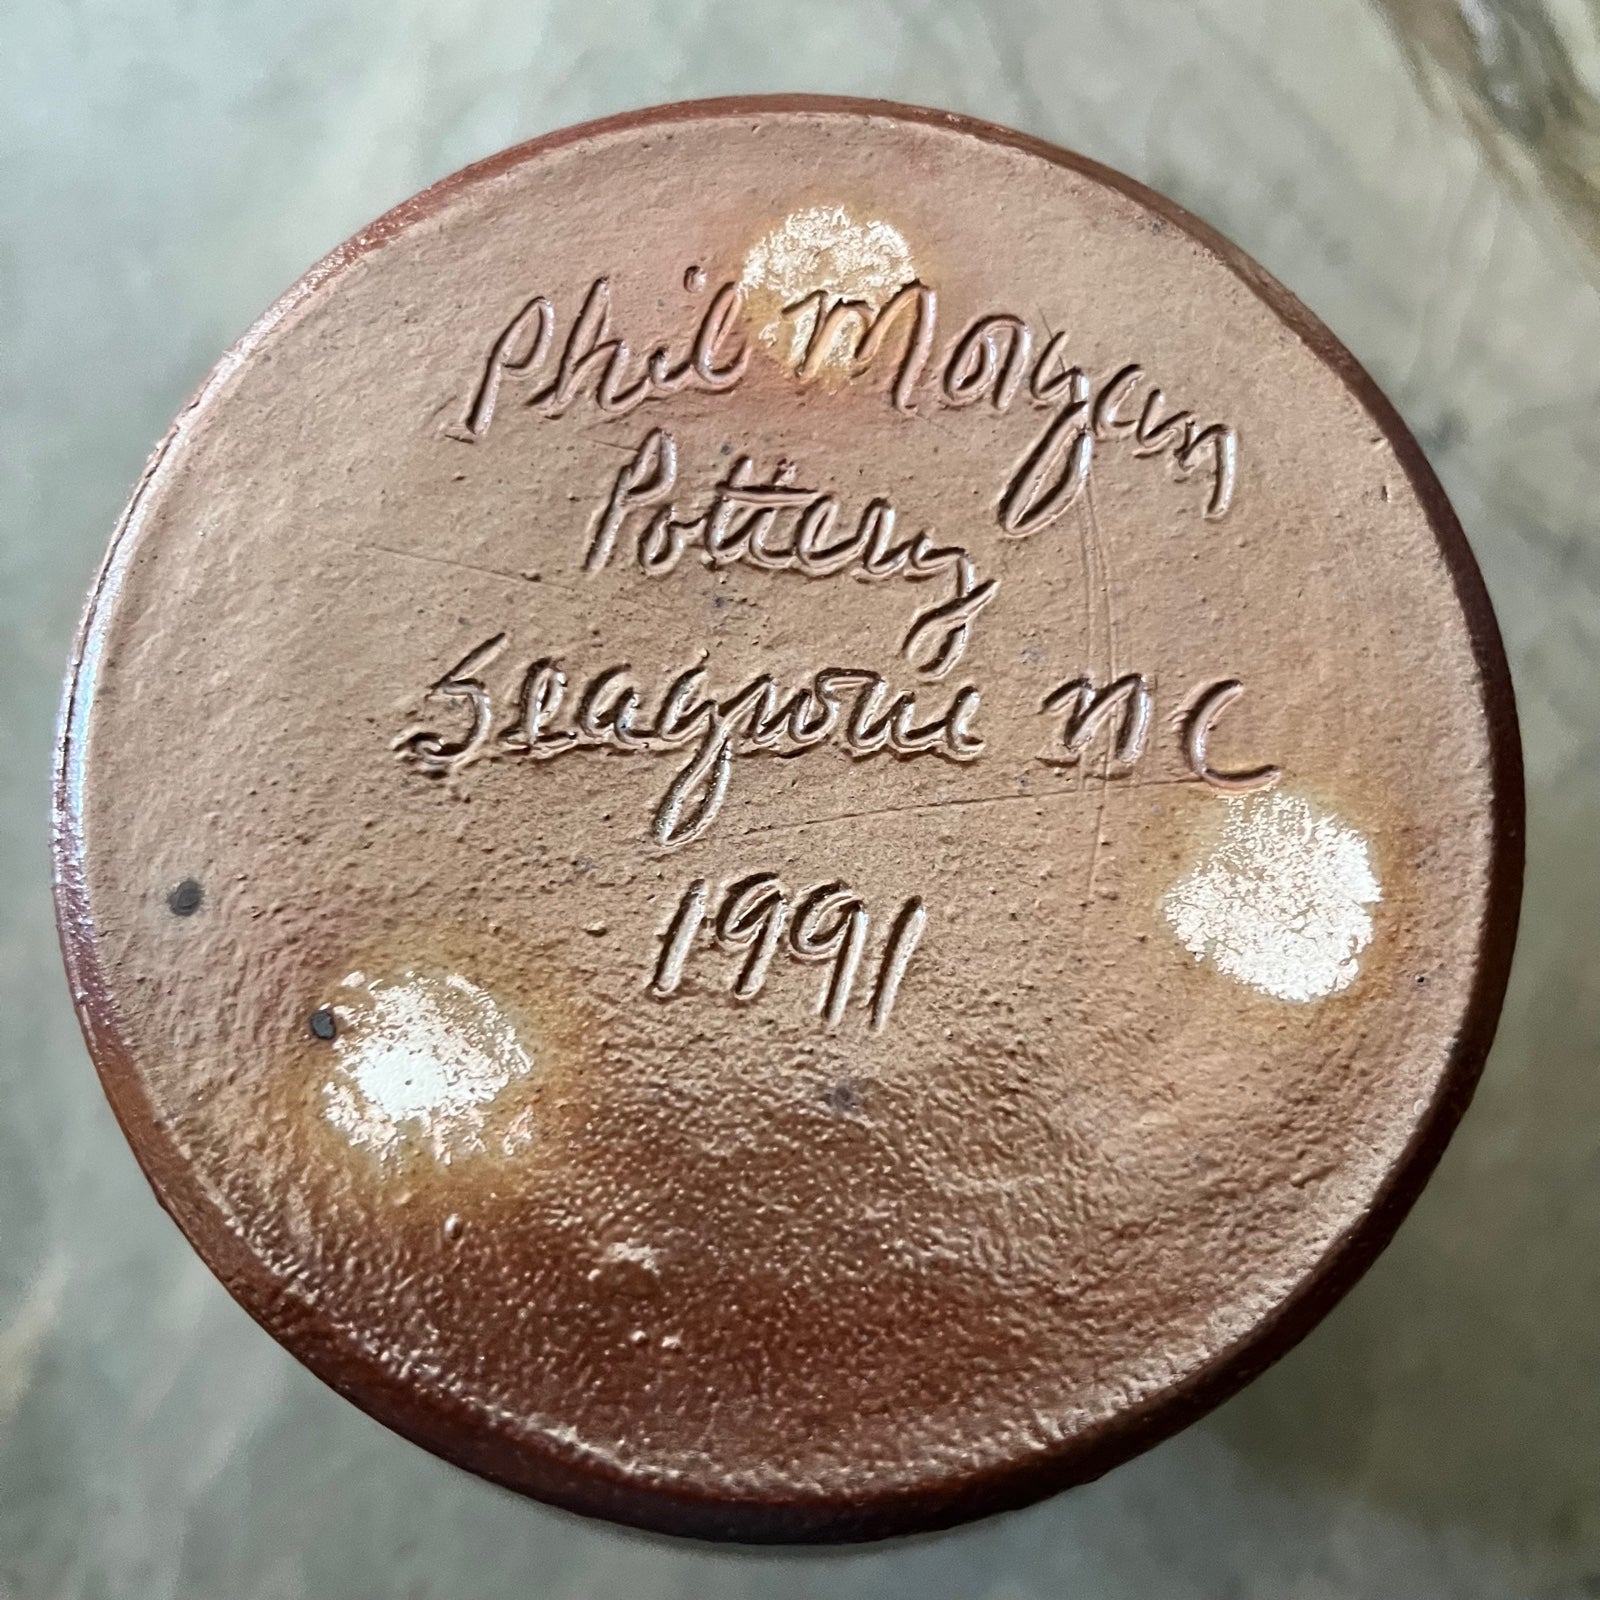 Phil Morgan
Pottery
Seagrove NC
1991